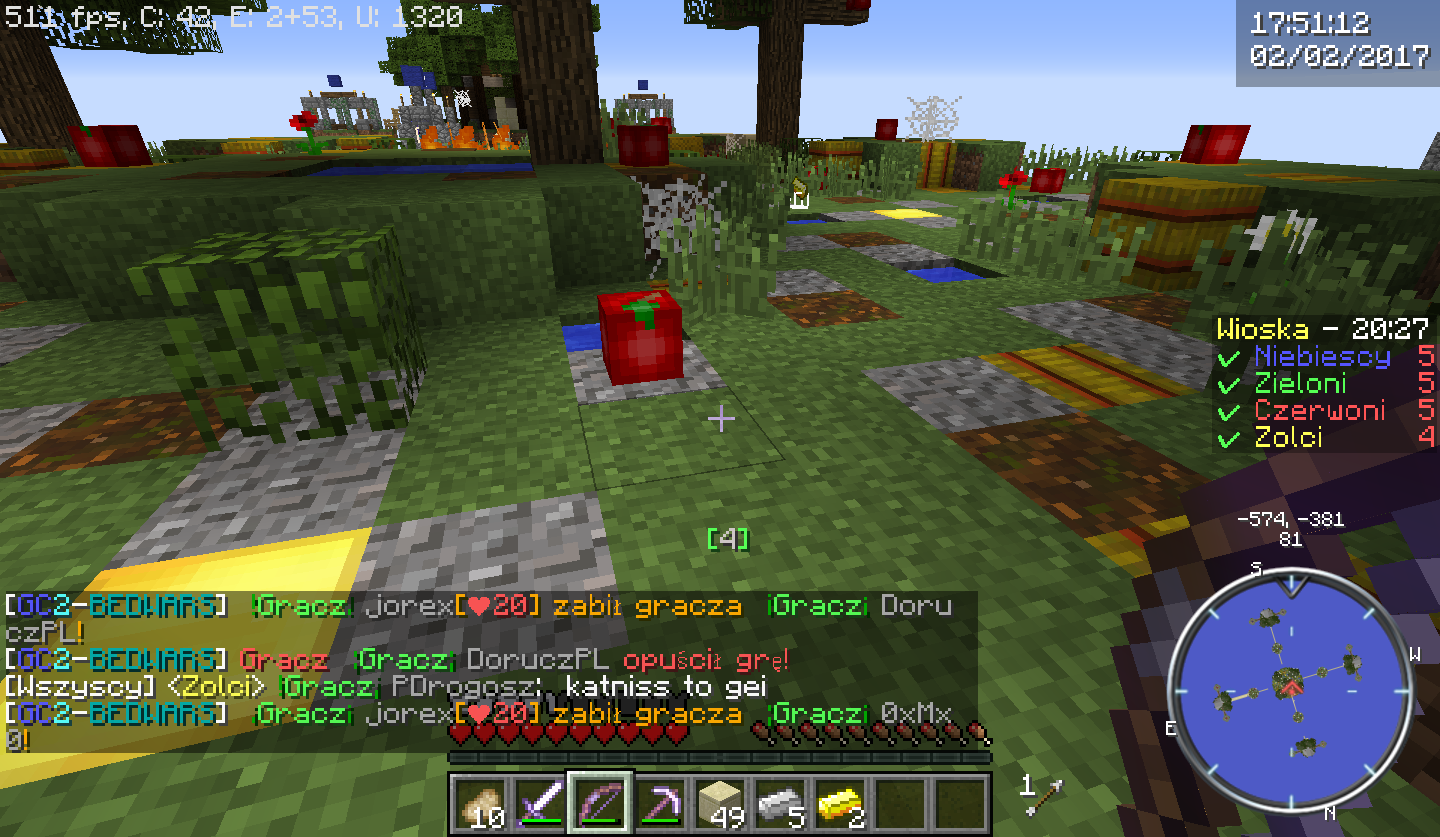 511 fps, C: 42, E: 2+53, U: 1320
17:51:12
02/02/2017
Wioska - 20:27
Niebiescy 5
Zieloni 5
Czerwoni 5
Zolci 4
-574, -381
81
S
W
E
N
[4]
[GC2-BEDWARS] |Gracz| jorex[❤20] zabił gracza |Gracz| Doru
czPL!
[GC2-BEDWARS] Gracz |Gracz| DoruczPL opuścił grę!
[Wszyscy] <Zolci> |Gracz| PDrogosz: katniss to gei
[GC2-BEDWARS] |Gracz| jorex[❤20] zabił gracza |Gracz| 0xMx
0!
10 49 5 2
1